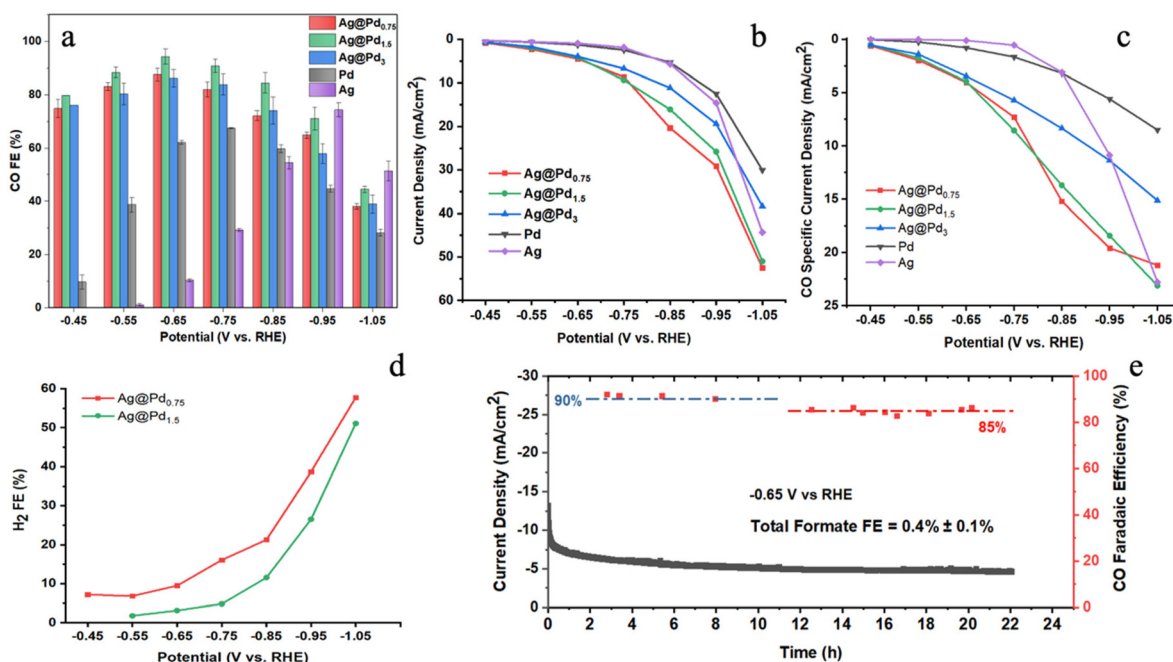 a
Ag@Pd0.75
Ag@Pd1.5
Ag@Pd3
Pd
Ag
CO FE (%)
100
80
60
40
20
0
-0.45 -0.55 -0.65 -0.75 -0.85 -0.95 -1.05
Potential (V vs. RHE)
b
Current Density (mA/cm²)
0
10
20
30
40
50
60
Ag@Pd0.75
Ag@Pd1.5
Ag@Pd3
Pd
Ag
-0.45 -0.55 -0.65 -0.75 -0.85 -0.95 -1.05
Potential (V vs. RHE)
c
CO Specific Current Density (mA/cm²)
0
5
10
15
20
25
Ag@Pd0.75
Ag@Pd1.5
Ag@Pd3
Pd
Ag
-0.45 -0.55 -0.65 -0.75 -0.85 -0.95 -1.05
Potential (V vs. RHE)
d
Ag@Pd0.75
Ag@Pd1.5
H2 FE (%)
60
50
40
30
20
10
0
-0.45 -0.55 -0.65 -0.75 -0.85 -0.95 -1.05
Potential (V vs. RHE)
e
Current Density (mA/cm²)
-30
-25
-20
-15
-10
-5
0
90%
85%
-0.65 V vs RHE
Total Formate FE = 0.4% ± 0.1%
100
80
60
40
20
0
CO Faradaic Efficiency (%)
0 2 4 6 8 10 12 14 16 18 20 22 24
Time (h)